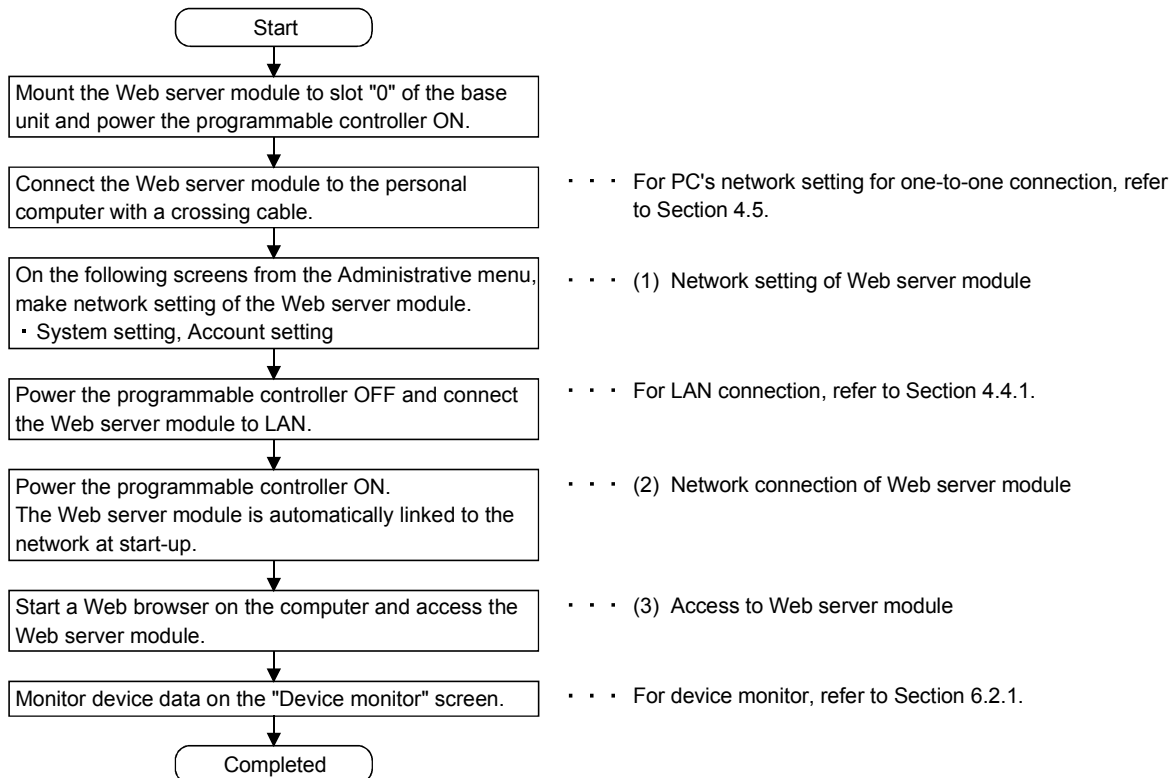 Start
Mount the Web server module to slot "0" of the base
unit and power the programmable controller ON.
Connect the Web server module to the personal
computer with a crossing cable.
・・・ For PC's network setting for one-to-one connection, refer
to Section 4.5.
On the following screens from the Administrative menu,
make network setting of the Web server module.
・ System setting, Account setting
・・・ (1) Network setting of Web server module
Power the programmable controller OFF and connect
the Web server module to LAN.
・・・ For LAN connection, refer to Section 4.4.1.
Power the programmable controller ON.
The Web server module is automatically linked to the
network at start-up.
・・・ (2) Network connection of Web server module
Start a Web browser on the computer and access the
Web server module.
・・・ (3) Access to Web server module
Monitor device data on the "Device monitor" screen.
・・・ For device monitor, refer to Section 6.2.1.
Completed